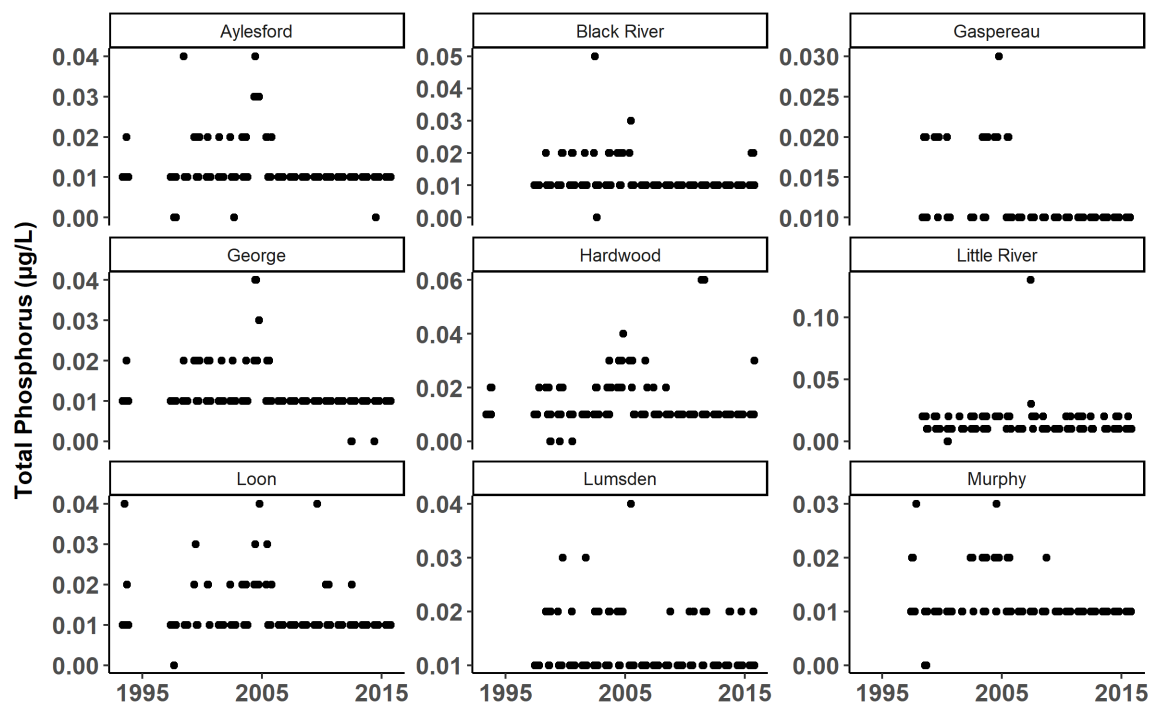 Aylesford Black River Gaspereau
0.04 0.05 0.030
0.03 0.04 0.025
0.02 0.03 0.020
0.01 0.02 0.015
0.00 0.01 0.010
0.00
George Hardwood Little River
0.04 0.06 0.10
0.03 0.04 0.05
0.02 0.02 0.00
0.01 0.00
0.00
Loon Lumsden Murphy
0.04 0.04 0.03
0.03 0.03 0.02
0.02 0.02 0.01
0.01 0.01 0.00
0.00
1995 2005 2015 1995 2005 2015 1995 2005 2015
Total Phosphorus (µg/L)